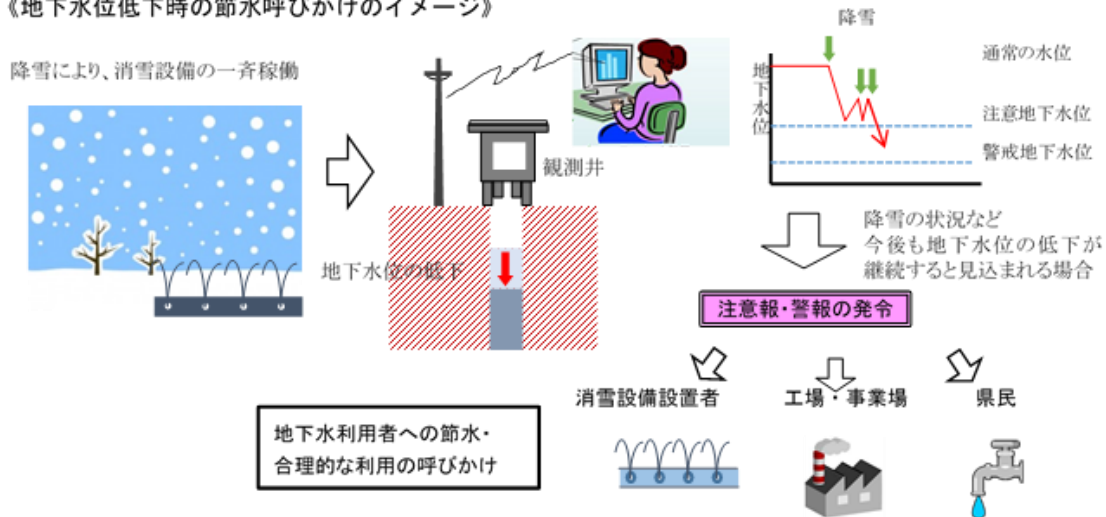 《地下水位低下時の節水呼びかけのイメージ》
降雪により、消雪設備の一斉稼働
観測井
地下水位の低下
降雪
地下水位
通常の水位
注意地下水位
警戒地下水位
降雪の状況など
今後も地下水位の低下が
継続すると見込まれる場合
注意報・警報の発令
消雪設備設置者
工場・事業場
県民
地下水利用者への節水・
合理的な利用の呼びかけ